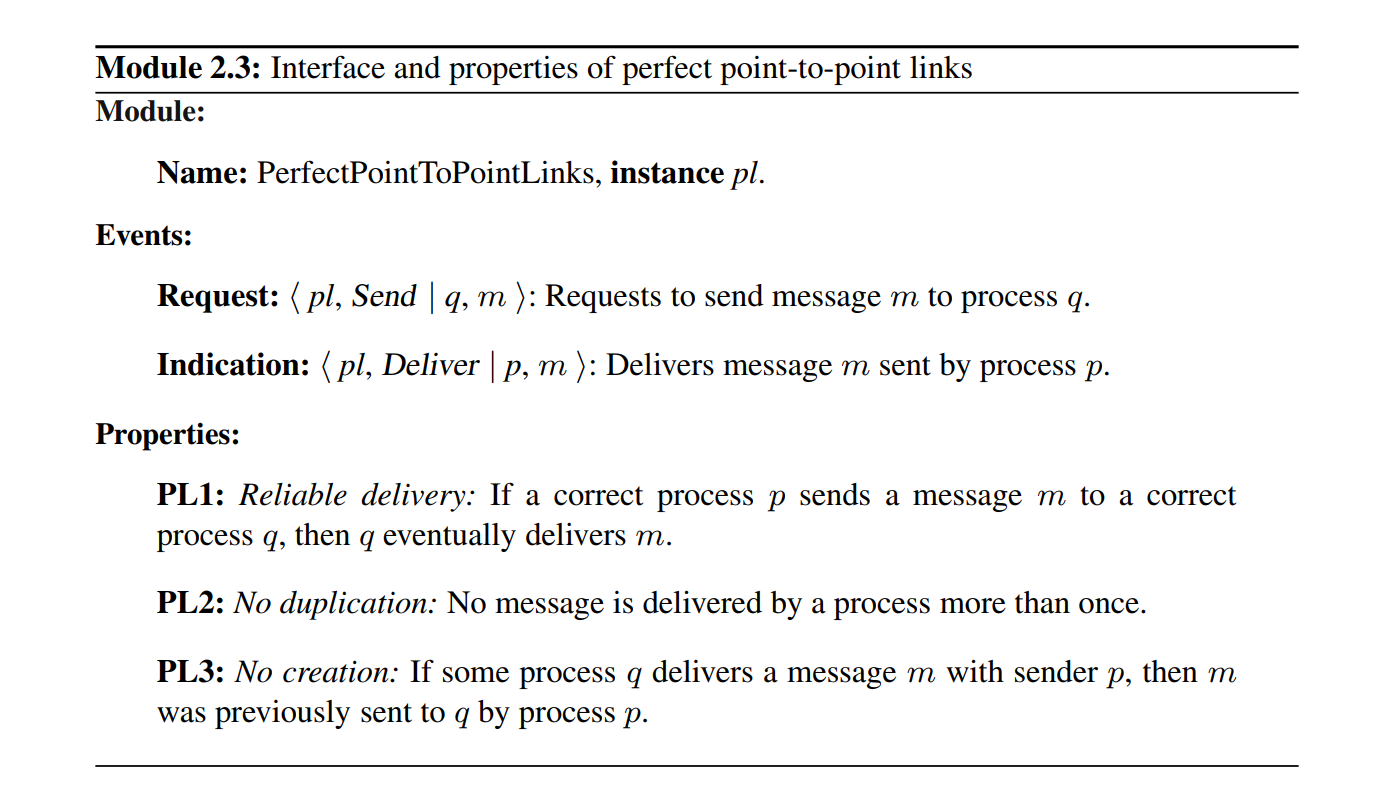 Module 2.3: Interface and properties of perfect point-to-point links
Module:
Name: PerfectPointToPointLinks, instance pl.
Events:
Request: ⟨ pl, Send | q, m ⟩: Requests to send message m to process q.
Indication: ⟨ pl, Deliver | p, m ⟩: Delivers message m sent by process p.
Properties:
PL1: Reliable delivery: If a correct process p sends a message m to a correct
process q, then q eventually delivers m.
PL2: No duplication: No message is delivered by a process more than once.
PL3: No creation: If some process q delivers a message m with sender p, then m
was previously sent to q by process p.